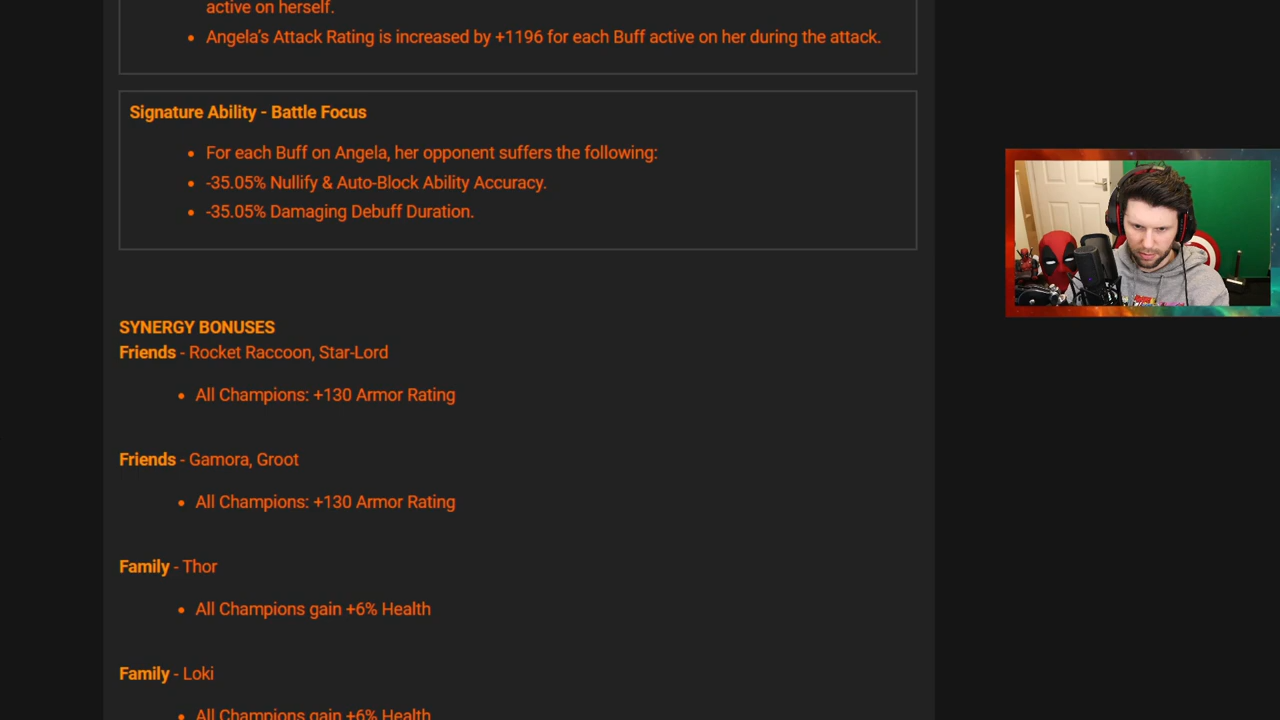 active on herself.
• Angela's Attack Rating is increased by +1196 for each Buff active on her during the attack.
Signature Ability - Battle Focus
• For each Buff on Angela, her opponent suffers the following:
• -35.05% Nullify & Auto-Block Ability Accuracy.
• -35.05% Damaging Debuff Duration.
SYNERGY BONUSES
Friends - Rocket Raccoon, Star-Lord
• All Champions: +130 Armor Rating
Friends - Gamora, Groot
• All Champions: +130 Armor Rating
Family - Thor
• All Champions gain +6% Health
Family - Loki
• All Champions gain +6% Health